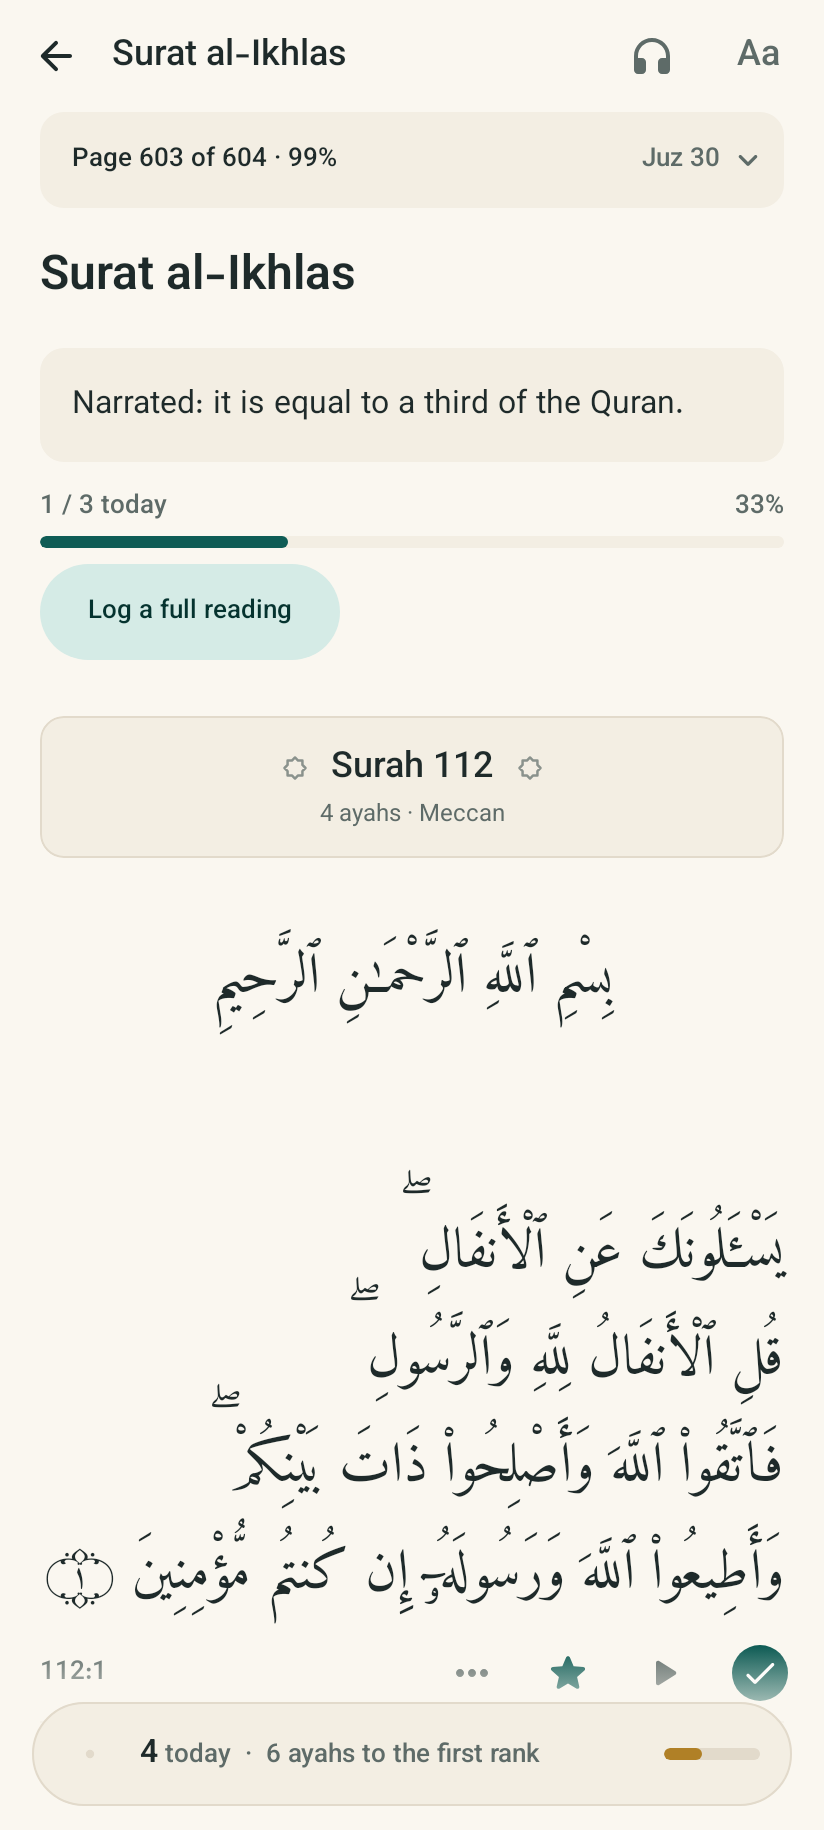 Surat al-Ikhlas
Aa
Page 603 of 604 · 99%
Juz 30
Surat al-Ikhlas
Narrated: it is equal to a third of the Quran.
1 / 3 today
33%
Log a full reading
Surah 112
4 ayahs · Meccan
بِسْمِ ٱللَّهِ ٱلرَّحْمَـٰنِ ٱلرَّحِيمِ
يَسْـَٔلُونَكَ عَنِ ٱلْأَنفَالِ ۖ
قُلِ ٱلْأَنفَالُ لِلَّهِ وَٱلرَّسُولِ ۖ
فَٱتَّقُوا۟ ٱللَّهَ وَأَصْلِحُوا۟ ذَاتَ بَيْنِكُمْ ۖ
وَأَطِيعُوا۟ ٱللَّهَ وَرَسُولَهُۥٓ إِن كُنتُم مُّؤْمِنِينَ ١
112:1
4 today · 6 ayahs to the first rank